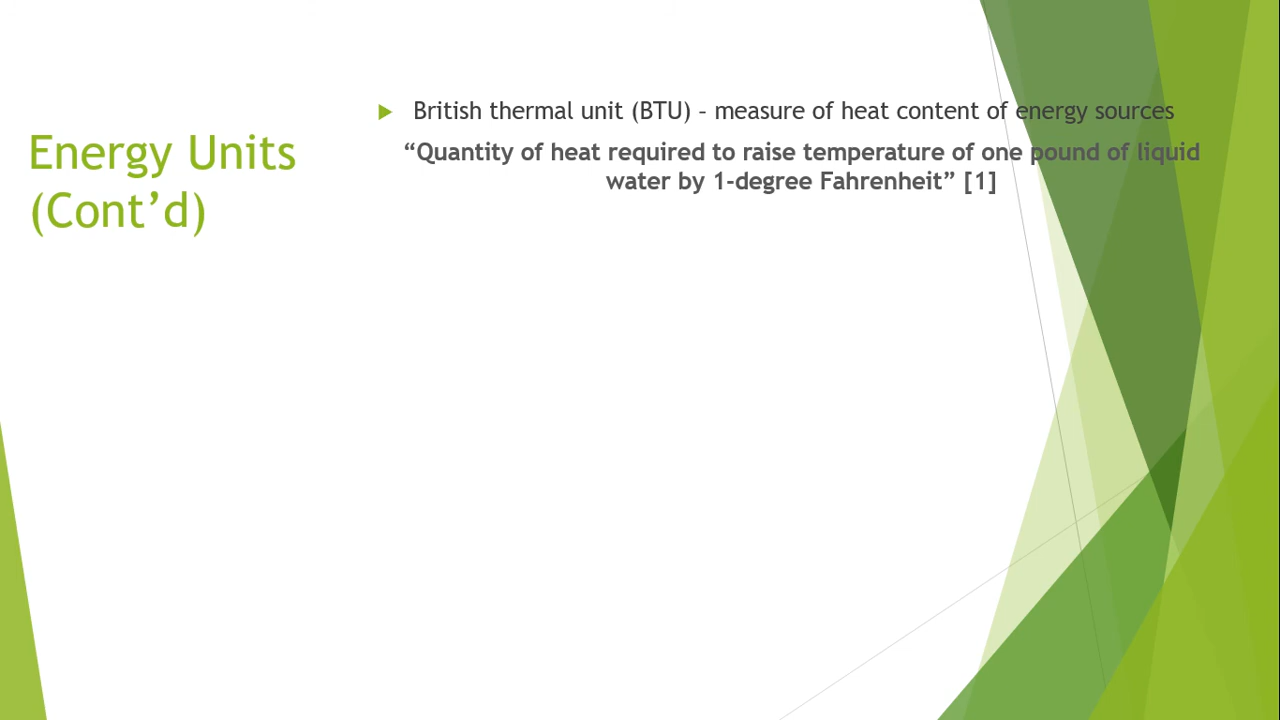 Energy Units
(Cont’d)
British thermal unit (BTU) – measure of heat content of energy sources
“Quantity of heat required to raise temperature of one pound of liquid
water by 1-degree Fahrenheit” [1]